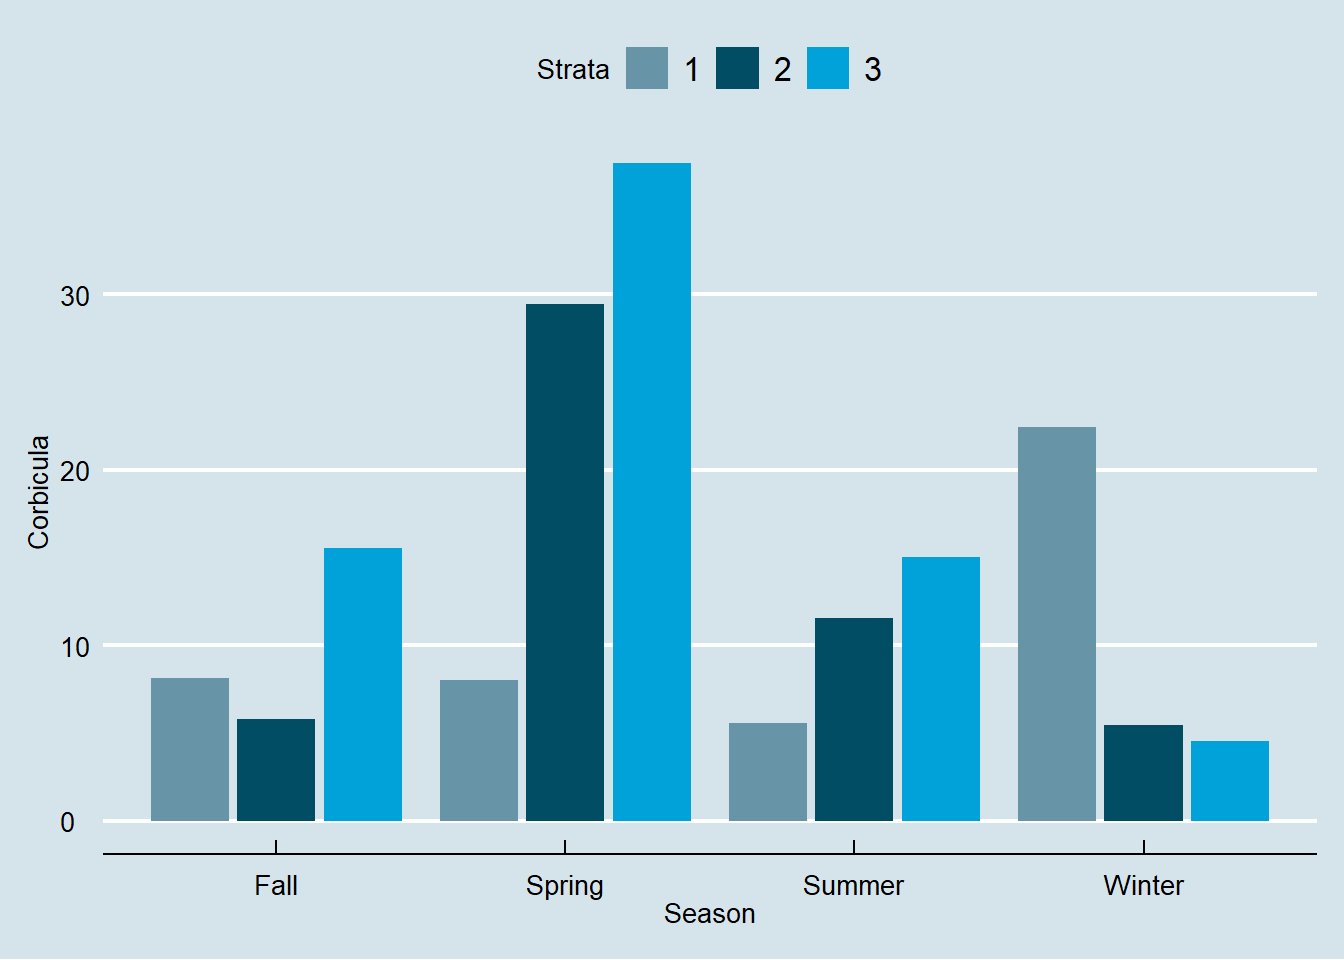 Strata 1 2 3
Corbicula
30
20
10
0
Fall Spring Summer Winter
Season